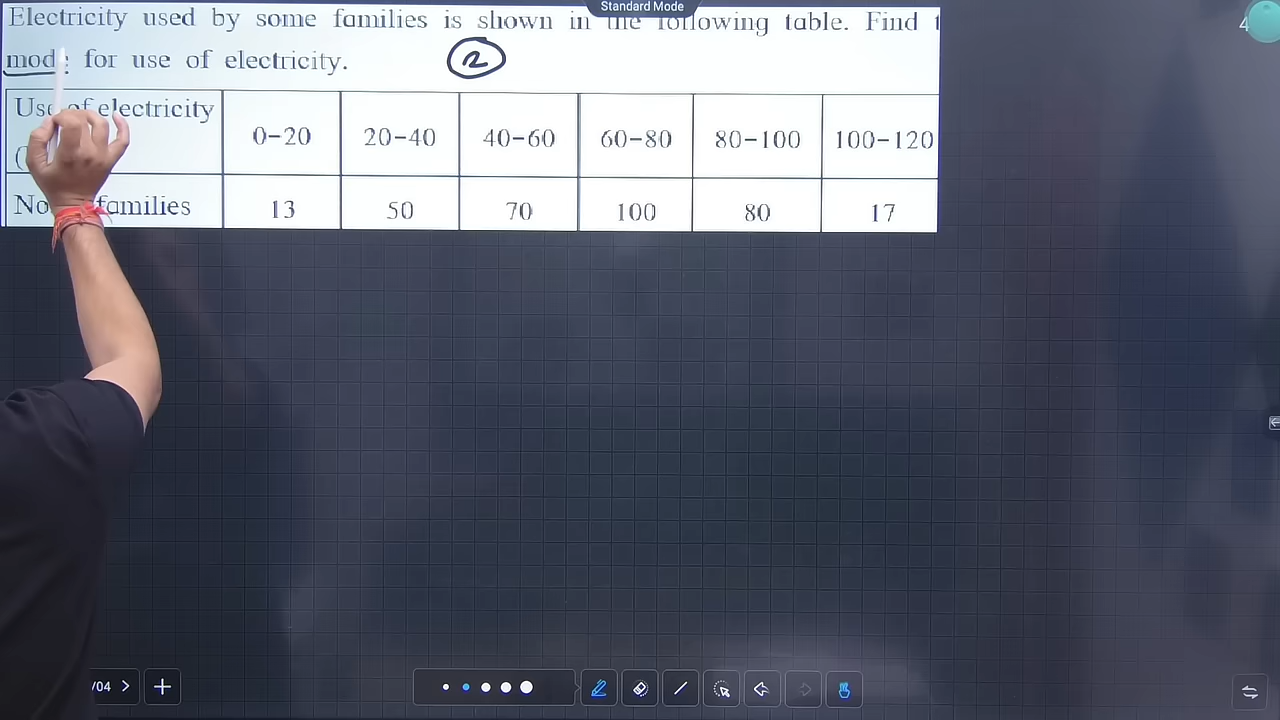 Standard Mode
Electricity used by some families is shown in the following table. Find
mode for use of electricity. 2
Use of electricity 0-20 20-40 40-60 60-80 80-100 100-120
No families 13 50 70 100 80 17
4
/04